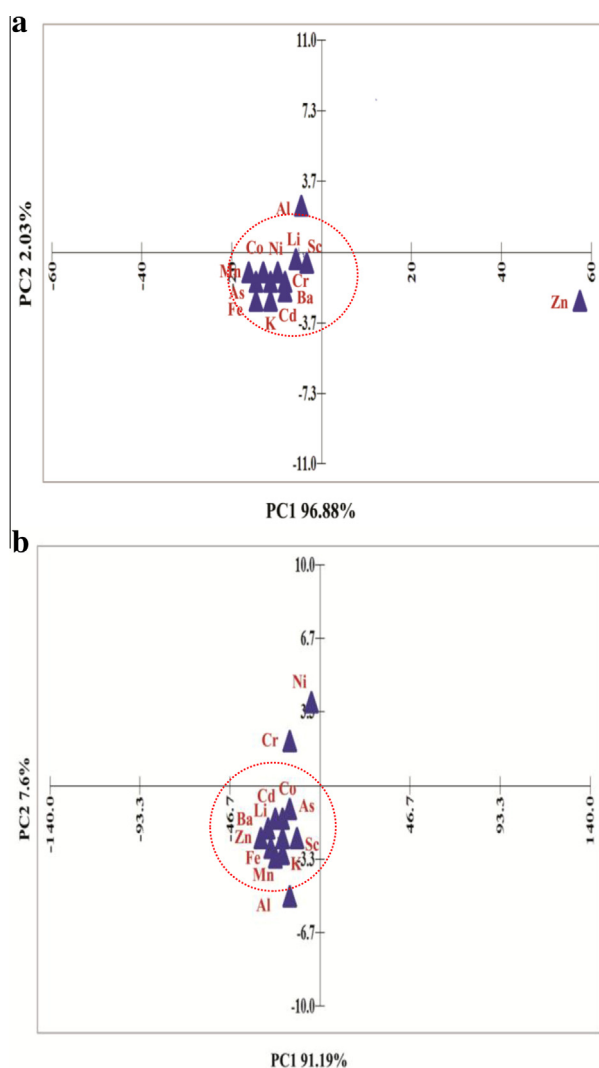 a
11.0
7.3
3.7
Al
Li Sc
Co Ni
-60 -40 -20 20 40 60
Mn
Cr
As
Ba
Zn
Fe
Cd
K
-3.7
-7.3
-11.0
PC2 2.03%
PC1 96.88%
b
10.0
6.7
Ni
3.3
Cr
-140.0 -93.3 -46.7 46.7 93.3 140.0
Co
Cd
As
Li
Ba
Zn
Sc
Fe
K
-3.3
Mn
Al
-6.7
-10.0
PC2 7.6%
PC1 91.19%